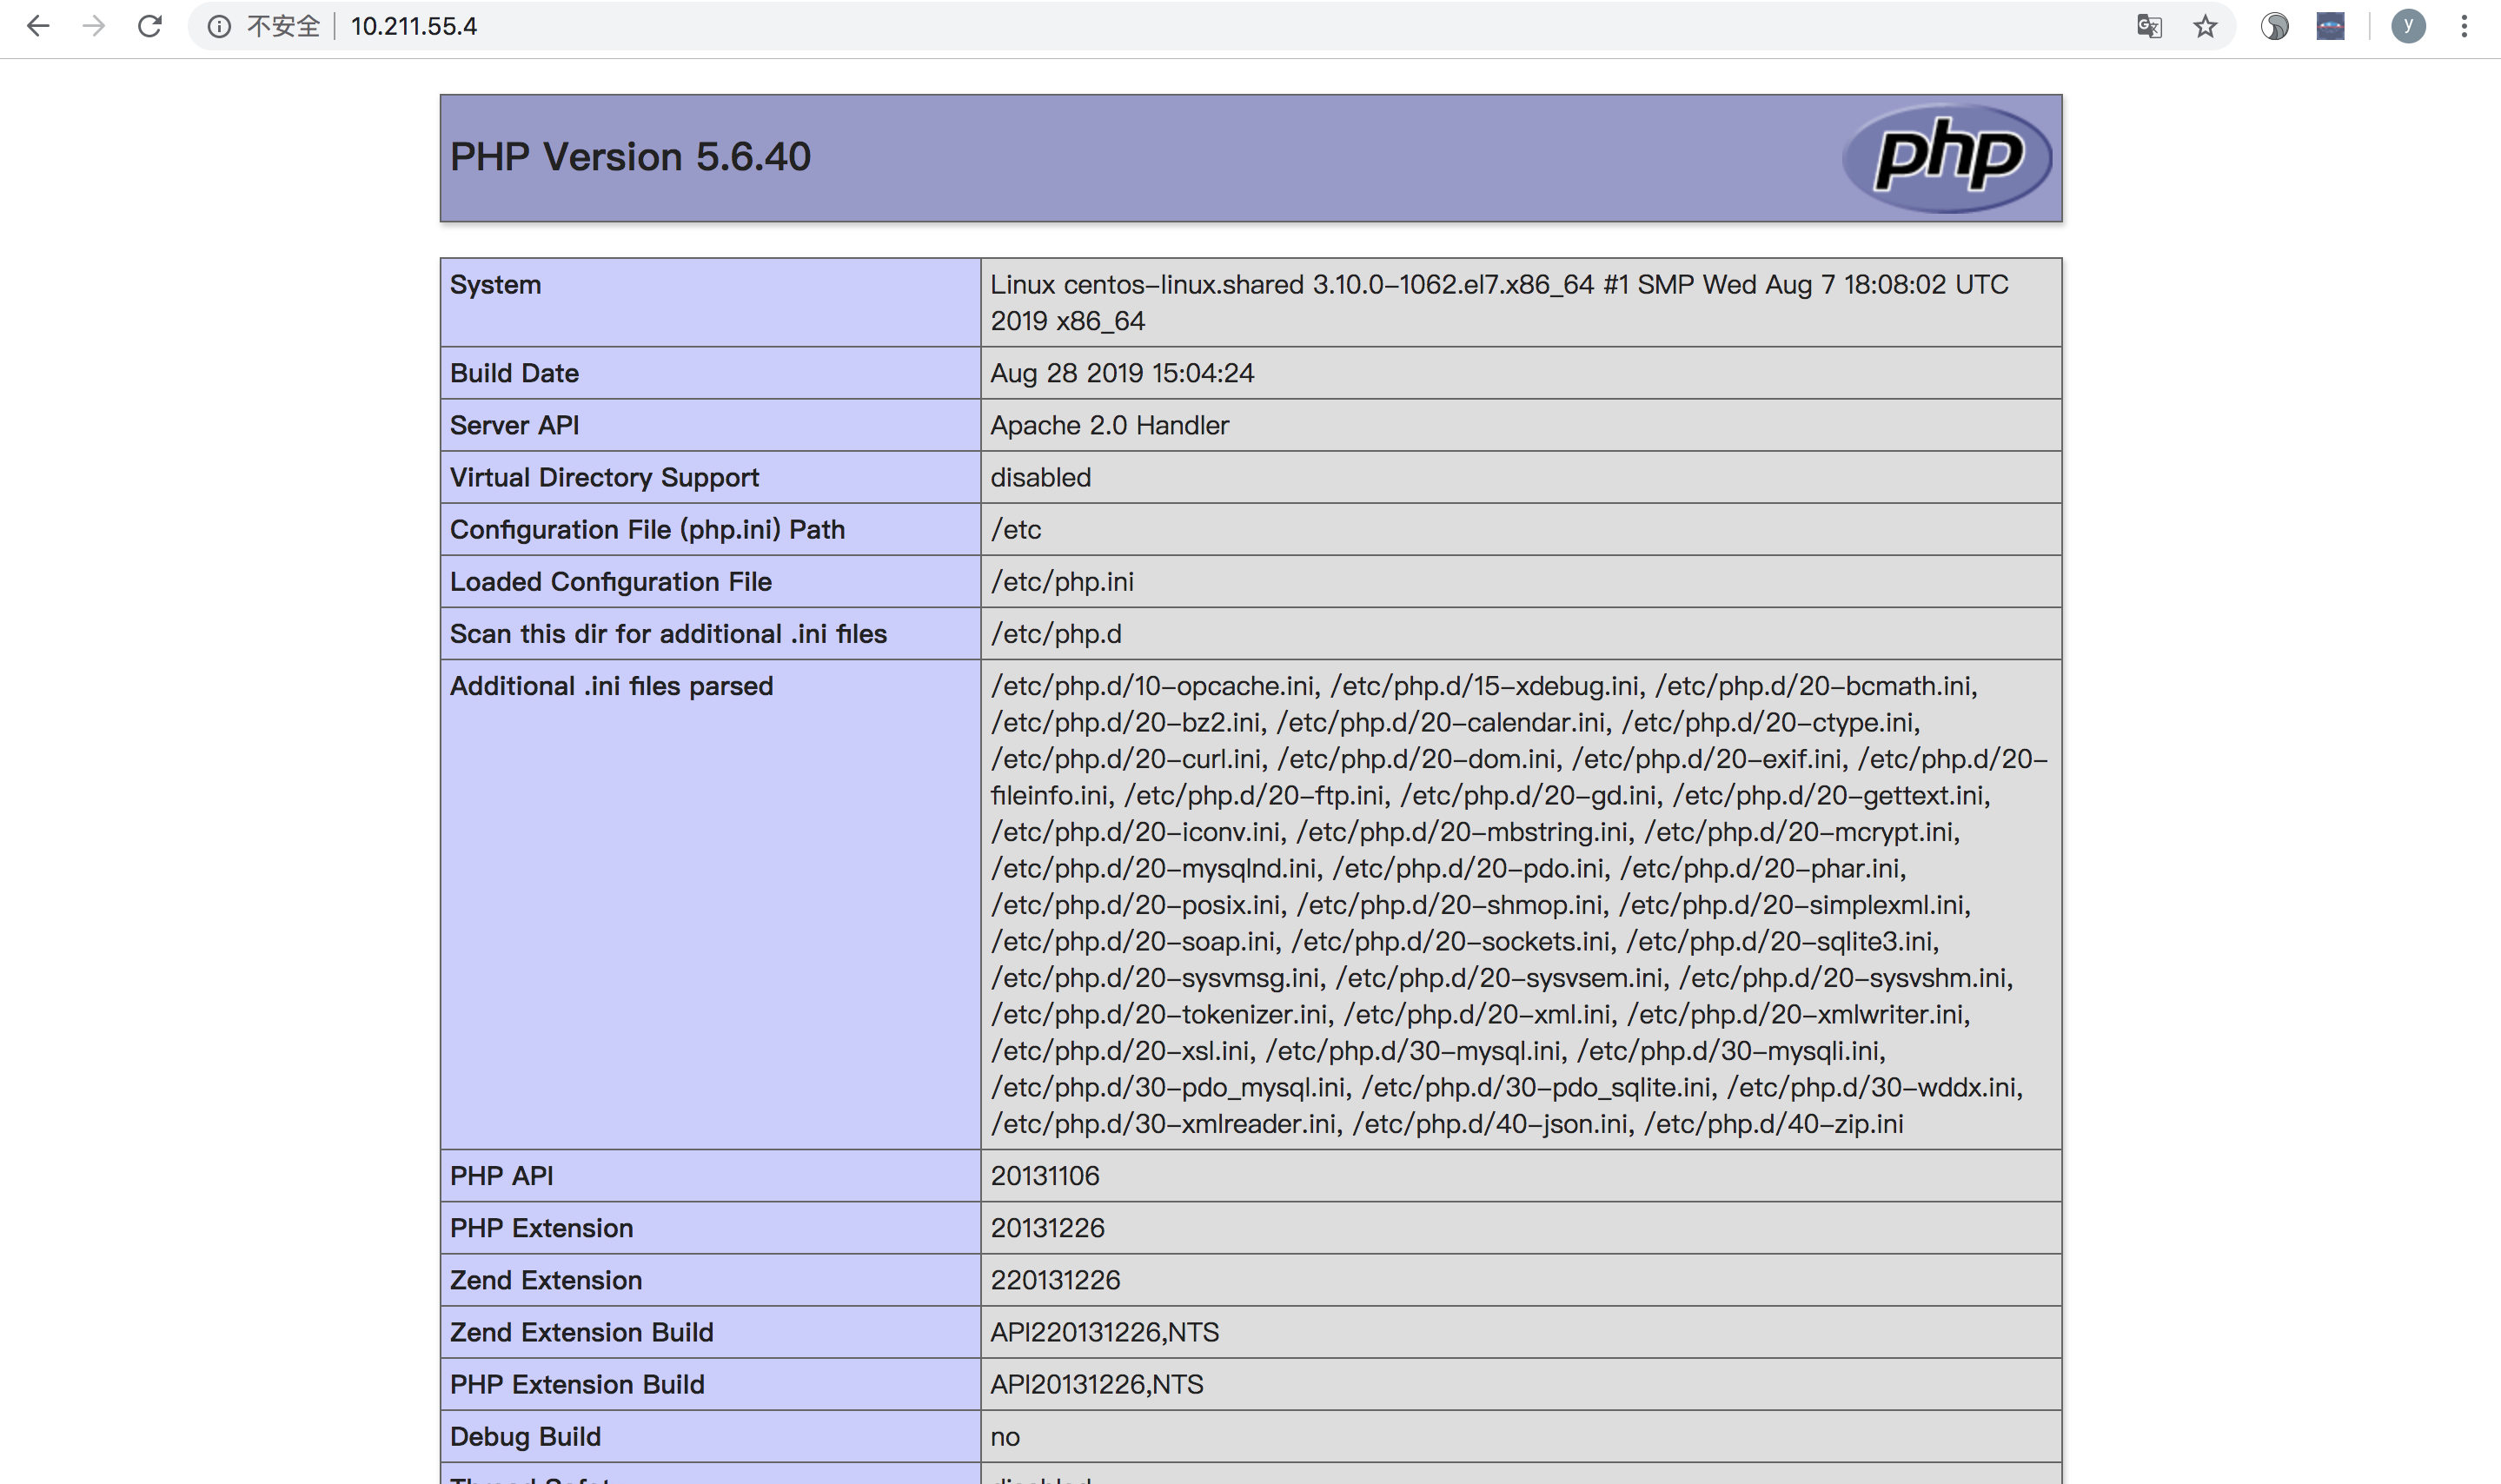 不安全 10.211.55.4
y
PHP Version 5.6.40
php
System
Linux centos-linux.shared 3.10.0-1062.el7.x86_64 #1 SMP Wed Aug 7 18:08:02 UTC
2019 x86_64
Build Date
Aug 28 2019 15:04:24
Server API
Apache 2.0 Handler
Virtual Directory Support
disabled
Configuration File (php.ini) Path
/etc
Loaded Configuration File
/etc/php.ini
Scan this dir for additional .ini files
/etc/php.d
Additional .ini files parsed
/etc/php.d/10-opcache.ini, /etc/php.d/15-xdebug.ini, /etc/php.d/20-bcmath.ini,
/etc/php.d/20-bz2.ini, /etc/php.d/20-calendar.ini, /etc/php.d/20-ctype.ini,
/etc/php.d/20-curl.ini, /etc/php.d/20-dom.ini, /etc/php.d/20-exif.ini, /etc/php.d/20-
fileinfo.ini, /etc/php.d/20-ftp.ini, /etc/php.d/20-gd.ini, /etc/php.d/20-gettext.ini,
/etc/php.d/20-iconv.ini, /etc/php.d/20-mbstring.ini, /etc/php.d/20-mcrypt.ini,
/etc/php.d/20-mysqlnd.ini, /etc/php.d/20-pdo.ini, /etc/php.d/20-phar.ini,
/etc/php.d/20-posix.ini, /etc/php.d/20-shmop.ini, /etc/php.d/20-simplexml.ini,
/etc/php.d/20-soap.ini, /etc/php.d/20-sockets.ini, /etc/php.d/20-sqlite3.ini,
/etc/php.d/20-sysvmsg.ini, /etc/php.d/20-sysvsem.ini, /etc/php.d/20-sysvshm.ini,
/etc/php.d/20-tokenizer.ini, /etc/php.d/20-xml.ini, /etc/php.d/20-xmlwriter.ini,
/etc/php.d/20-xsl.ini, /etc/php.d/30-mysql.ini, /etc/php.d/30-mysqli.ini,
/etc/php.d/30-pdo_mysql.ini, /etc/php.d/30-pdo_sqlite.ini, /etc/php.d/30-wddx.ini,
/etc/php.d/30-xmlreader.ini, /etc/php.d/40-json.ini, /etc/php.d/40-zip.ini
PHP API
20131106
PHP Extension
20131226
Zend Extension
220131226
Zend Extension Build
API220131226,NTS
PHP Extension Build
API20131226,NTS
Debug Build
no